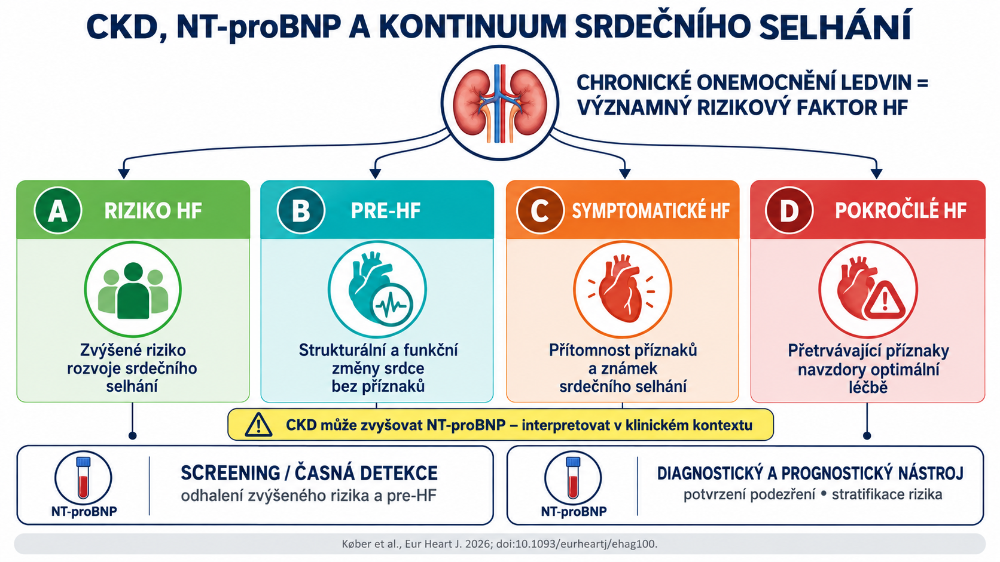 CKD, NT-proBNP A KONTINUUM SRDEČNÍHO SELHÁNÍ
CHRONICKÉ ONEMOCNĚNÍ LEDVIN =
VÝZNAMNÝ RIZIKOVÝ FAKTOR HF
A
RIZIKO HF
Zvýšené riziko
rozvoje srdečního
selhání
B
PRE-HF
Strukturální a funkční
změny srdce
bez příznaků
C
SYMPTOMATICKÉ HF
Přítomnost příznaků
a známek
srdečního selhání
D
POKROČILÉ HF
Přetrvávající příznaky
navzdory optimální
léčbě
CKD může zvyšovat NT-proBNP – interpretovat v klinickém kontextu
NT-proBNP
SCREENING / ČASNÁ DETEKCE
odhalení zvýšeného rizika a pre-HF
NT-proBNP
DIAGNOSTICKÝ A PROGNOSTICKÝ NÁSTROJ
potvrzení podezření • stratifikace rizika
Køber et al., Eur Heart J. 2026; doi:10.1093/eurheartj/ehag100.